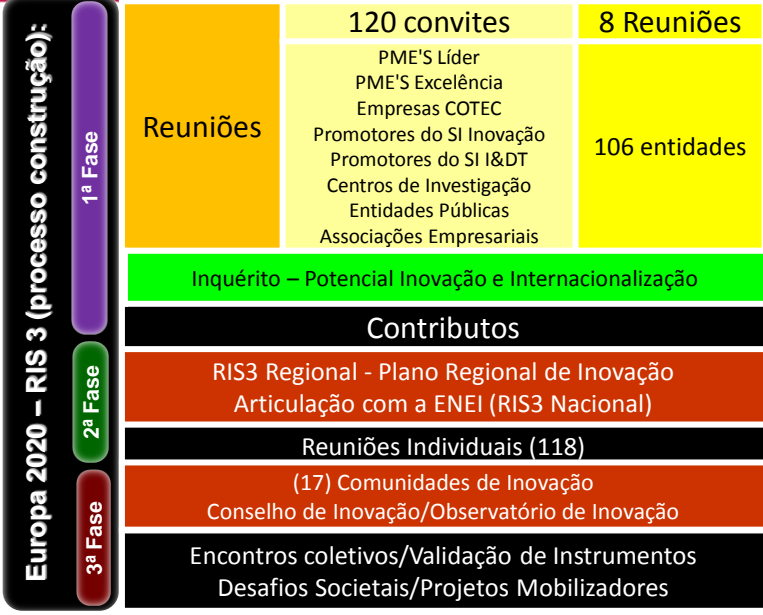 Europa 2020 – RIS 3 (processo construção):
1ª Fase
Reuniões
120 convites
PME'S Líder
PME'S Excelência
Empresas COTEC
Promotores do SI Inovação
Promotores do SI I&DT
Centros de Investigação
Entidades Públicas
Associações Empresariais
8 Reuniões
106 entidades
Inquérito – Potencial Inovação e Internacionalização
Contributos
2ª Fase
RIS3 Regional - Plano Regional de Inovação
Articulação com a ENEI (RIS3 Nacional)
Reuniões Individuais (118)
3ª Fase
(17) Comunidades de Inovação
Conselho de Inovação/Observatório de Inovação
Encontros coletivos/Validação de Instrumentos
Desafios Societais/Projetos Mobilizadores